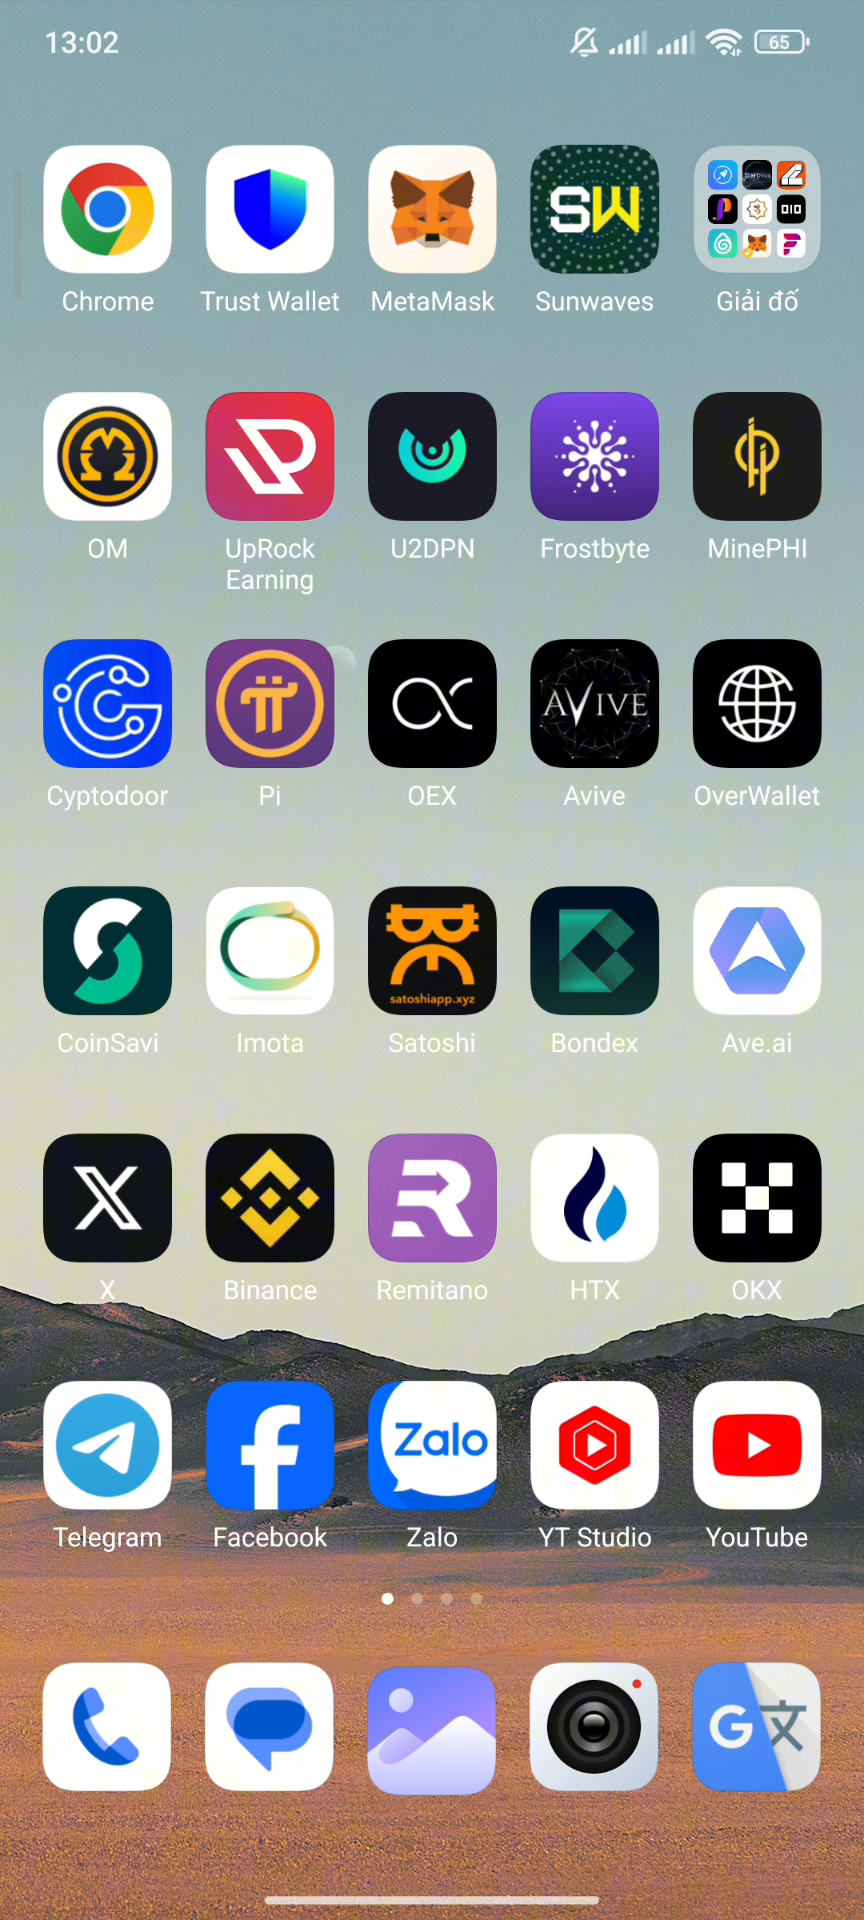 13:02
65
Chrome
Trust Wallet
MetaMask
SW
Sunwaves
Giải đố
OM
UpRock
Earning
U2DPN
Frostbyte
MinePHI
Cyptodoor
Pi
OEX
AVIVE
Avive
OverWallet
CoinSavi
Imota
satoshiapp.xyz
Satoshi
Bondex
Ave.ai
X
Binance
Remitano
HTX
OKX
Zalo
Telegram
Facebook
Zalo
YT Studio
YouTube
G文